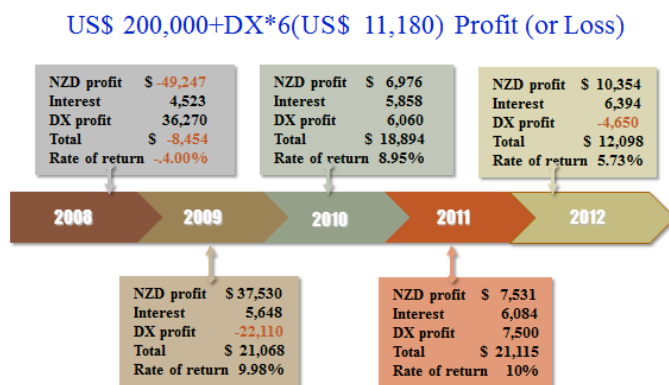 US$ 200,000+DX*6(US$ 11,180) Profit (or Loss)
NZD profit $ -49,247
Interest 4,523
DX profit 36,270
Total $ -8,454
Rate of return -.4.00%
NZD profit $ 6,976
Interest 5,858
DX profit 6,060
Total $ 18,894
Rate of return 8.95%
NZD profit $ 10,354
Interest 6,394
DX profit -4,650
Total $ 12,098
Rate of return 5.73%
2008 2009 2010 2011 2012
NZD profit $ 37,530
Interest 5,648
DX profit -22,110
Total $ 21,068
Rate of return 9.98%
NZD profit $ 7,531
Interest 6,084
DX profit 7,500
Total $ 21,115
Rate of return 10%